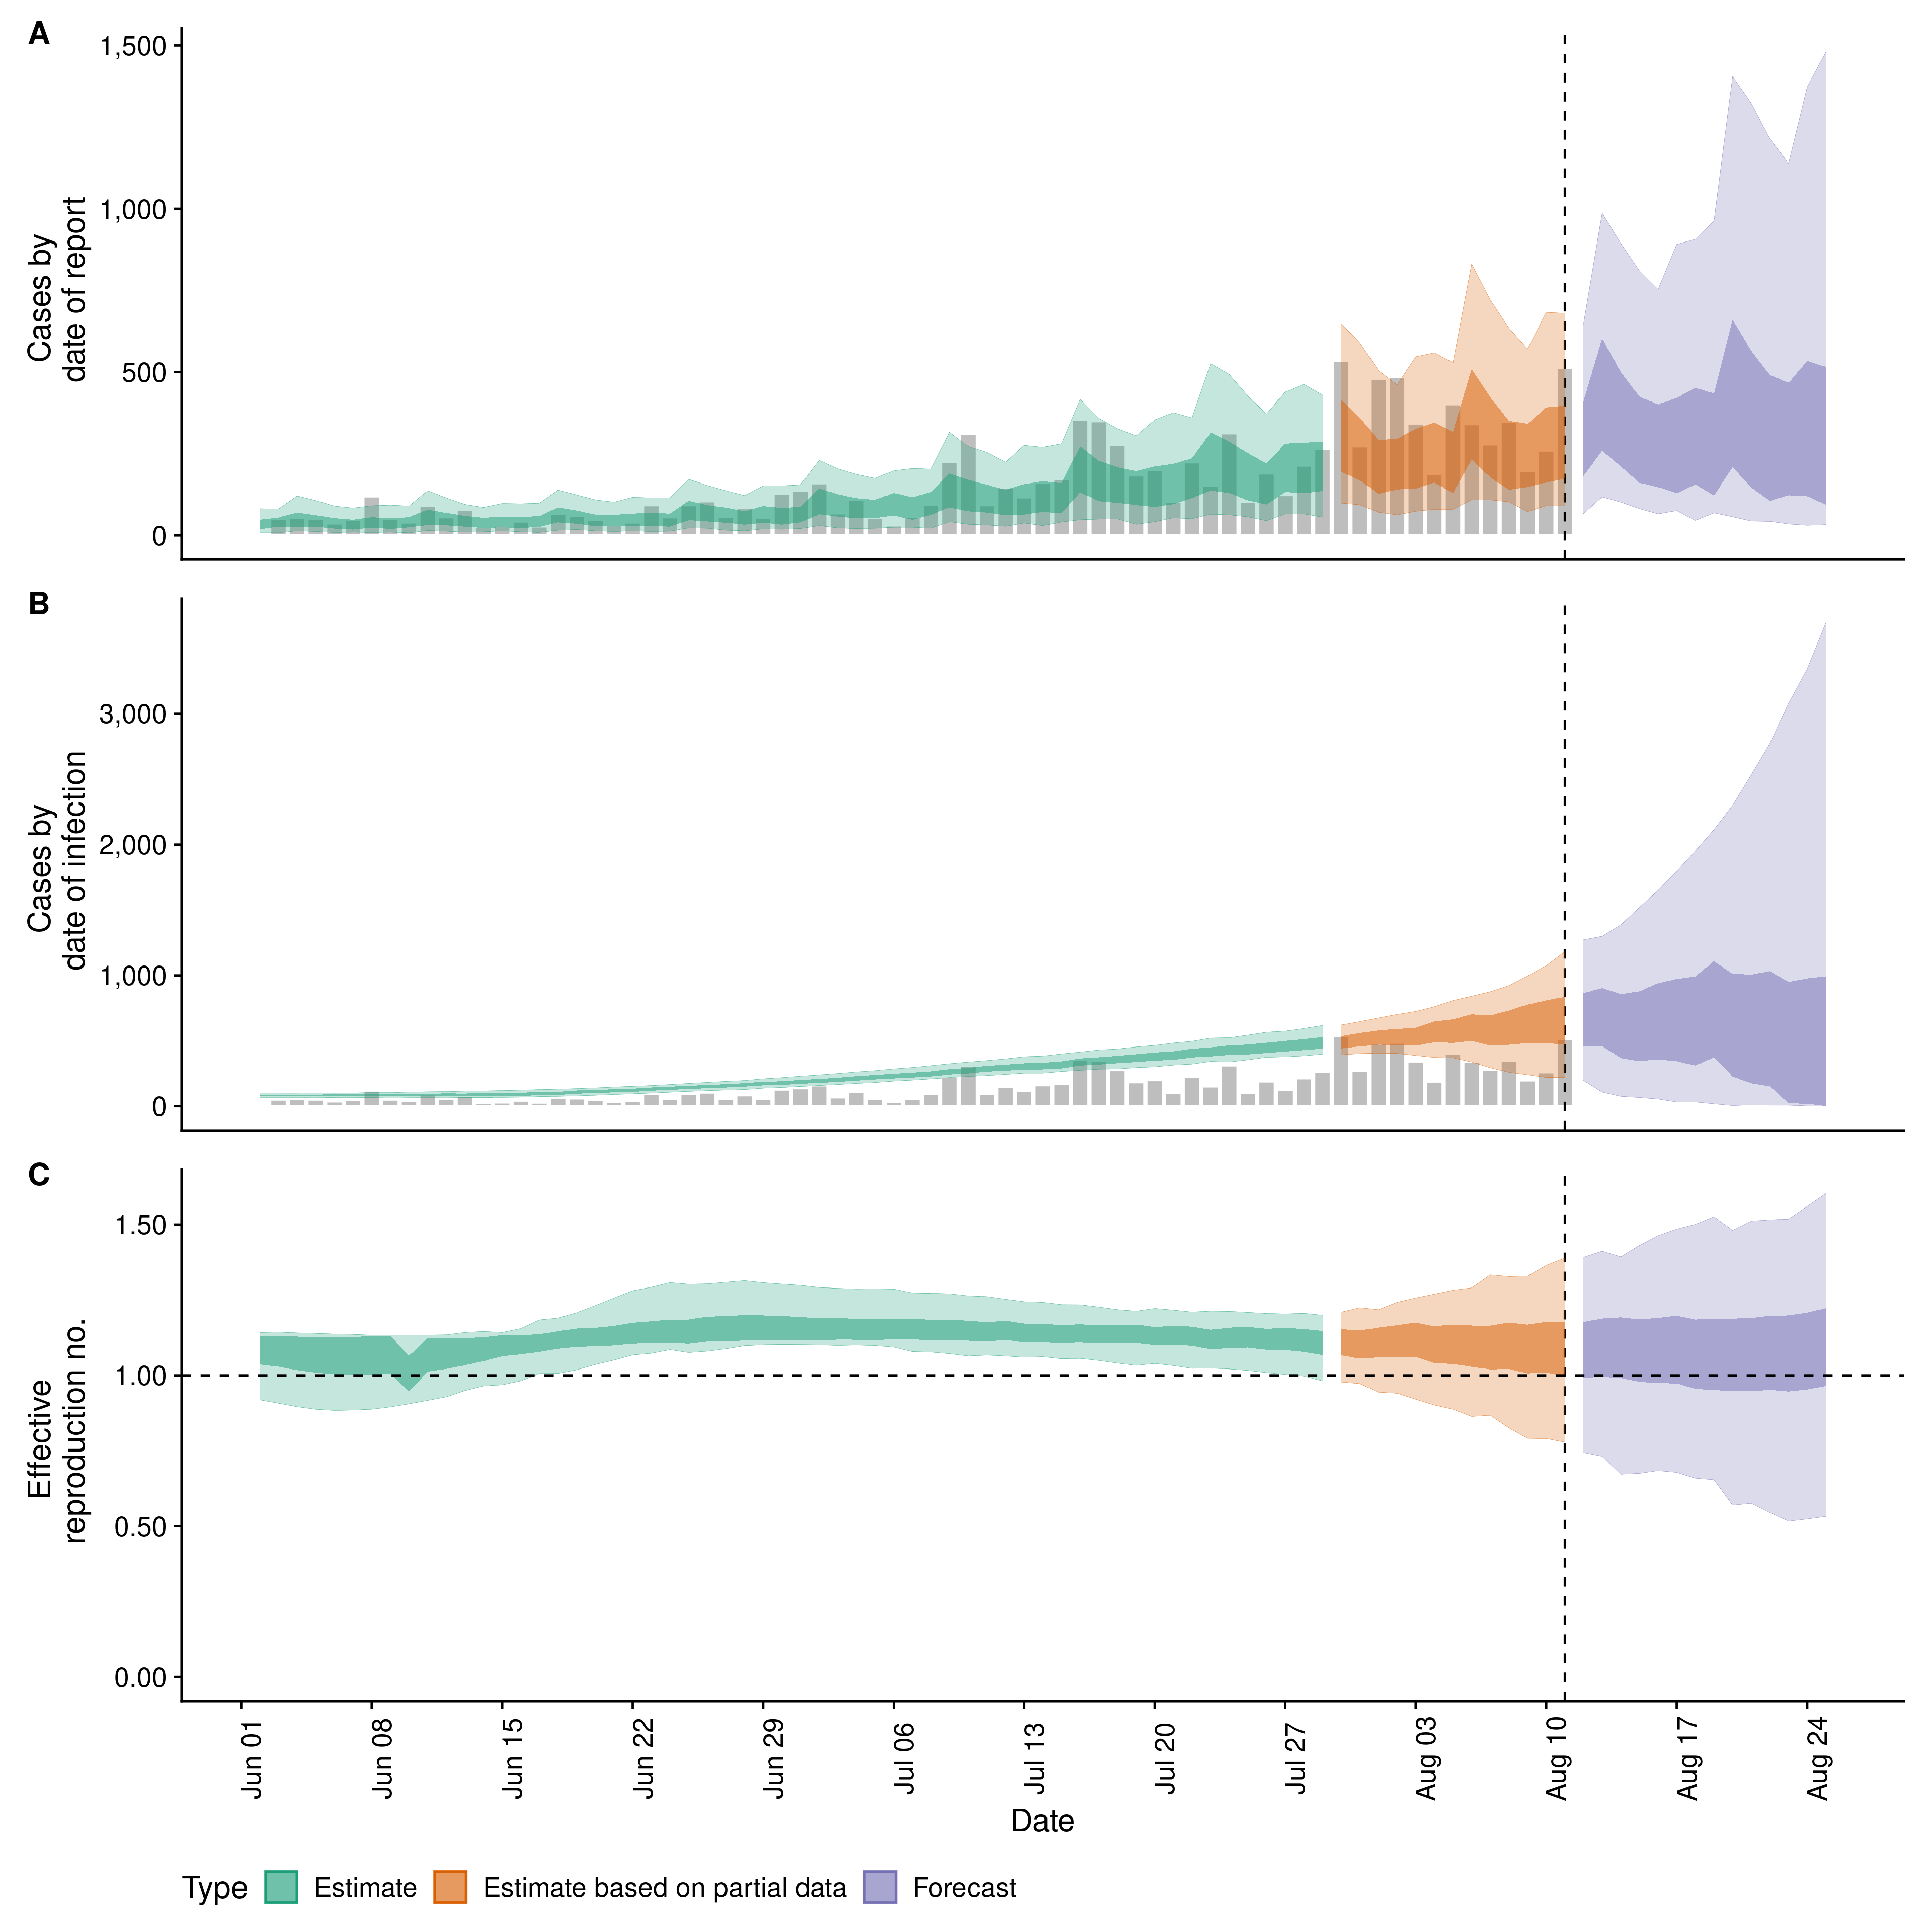 A
1,500
1,000
500
0
Cases by
date of report
B
3,000
2,000
1,000
0
Cases by
date of infection
C
1.50
1.00
0.50
0.00
Effective
reproduction no.
Jun 01
Jun 08
Jun 15
Jun 22
Jun 29
Jul 06
Jul 13
Jul 20
Jul 27
Aug 03
Aug 10
Aug 17
Aug 24
Date
Type Estimate Estimate based on partial data Forecast